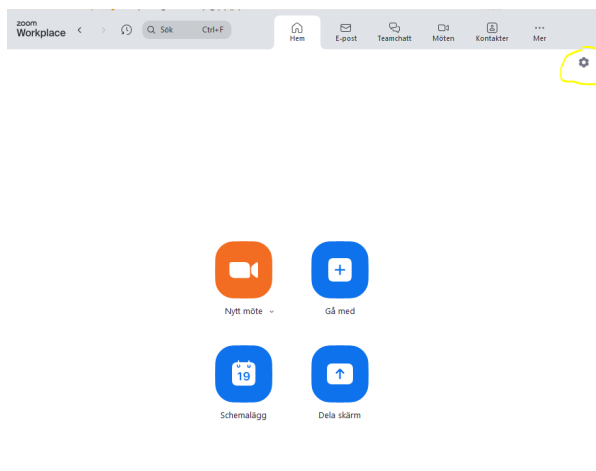 zoom
Workplace
Sök Ctrl+F
Hem
E-post
Teamchatt
Möten
Kontakter
Mer
Nytt möte
Gå med
19
Schemalägg
Dela skärm